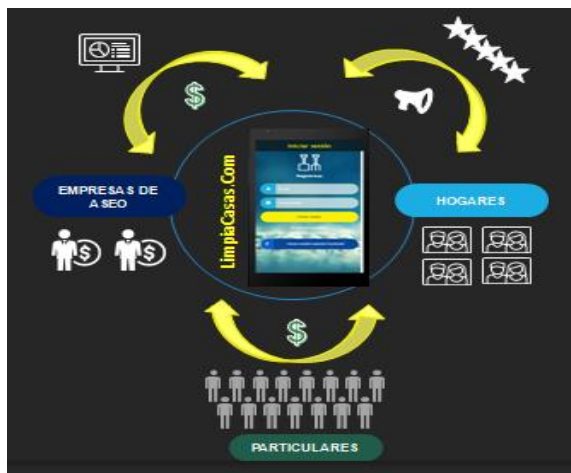 EMPRESAS DE
ASEO
LimpiaCasas.Com
Iniciar sesión
HOGARES
PARTICULARES